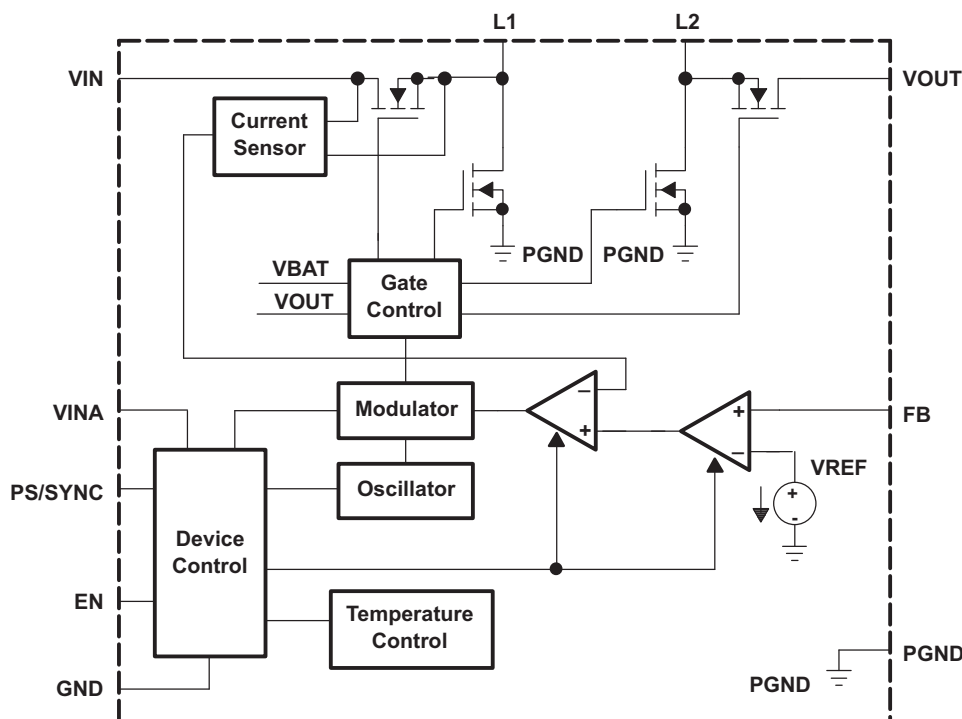 L1
L2
VIN
VOUT
Current
Sensor
PGND
PGND
VBAT
VOUT
Gate
Control
VINA
Modulator
−
+
+
−
FB
VREF
+
-
PS/SYNC
Oscillator
Device
Control
EN
Temperature
Control
PGND
PGND
GND